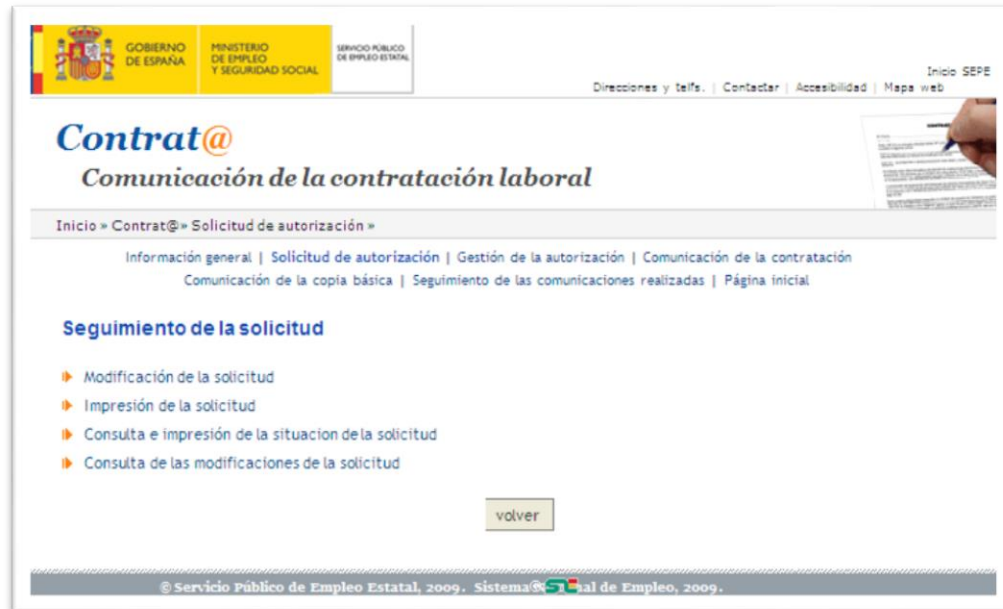 GOBIERNO
DE ESPAÑA
MINISTERIO
DE EMPLEO
Y SEGURIDAD SOCIAL
SERVICIO PÚBLICO
DE EMPLEO ESTATAL
Inicio SEPE
Direcciones y telfs. | Contactar | Accesibilidad | Mapa web
Contrat@
Comunicación de la contratación laboral
Inicio » Contrat@ » Solicitud de autorización »
Información general | Solicitud de autorización | Gestión de la autorización | Comunicación de la contratación
Comunicación de la copia básica | Seguimiento de las comunicaciones realizadas | Página inicial
Seguimiento de la solicitud
Modificación de la solicitud
Impresión de la solicitud
Consulta e impresión de la situacion de la solicitud
Consulta de las modificaciones de la solicitud
volver
© Servicio Público de Empleo Estatal, 2009. Sistema de Empleo, 2009.